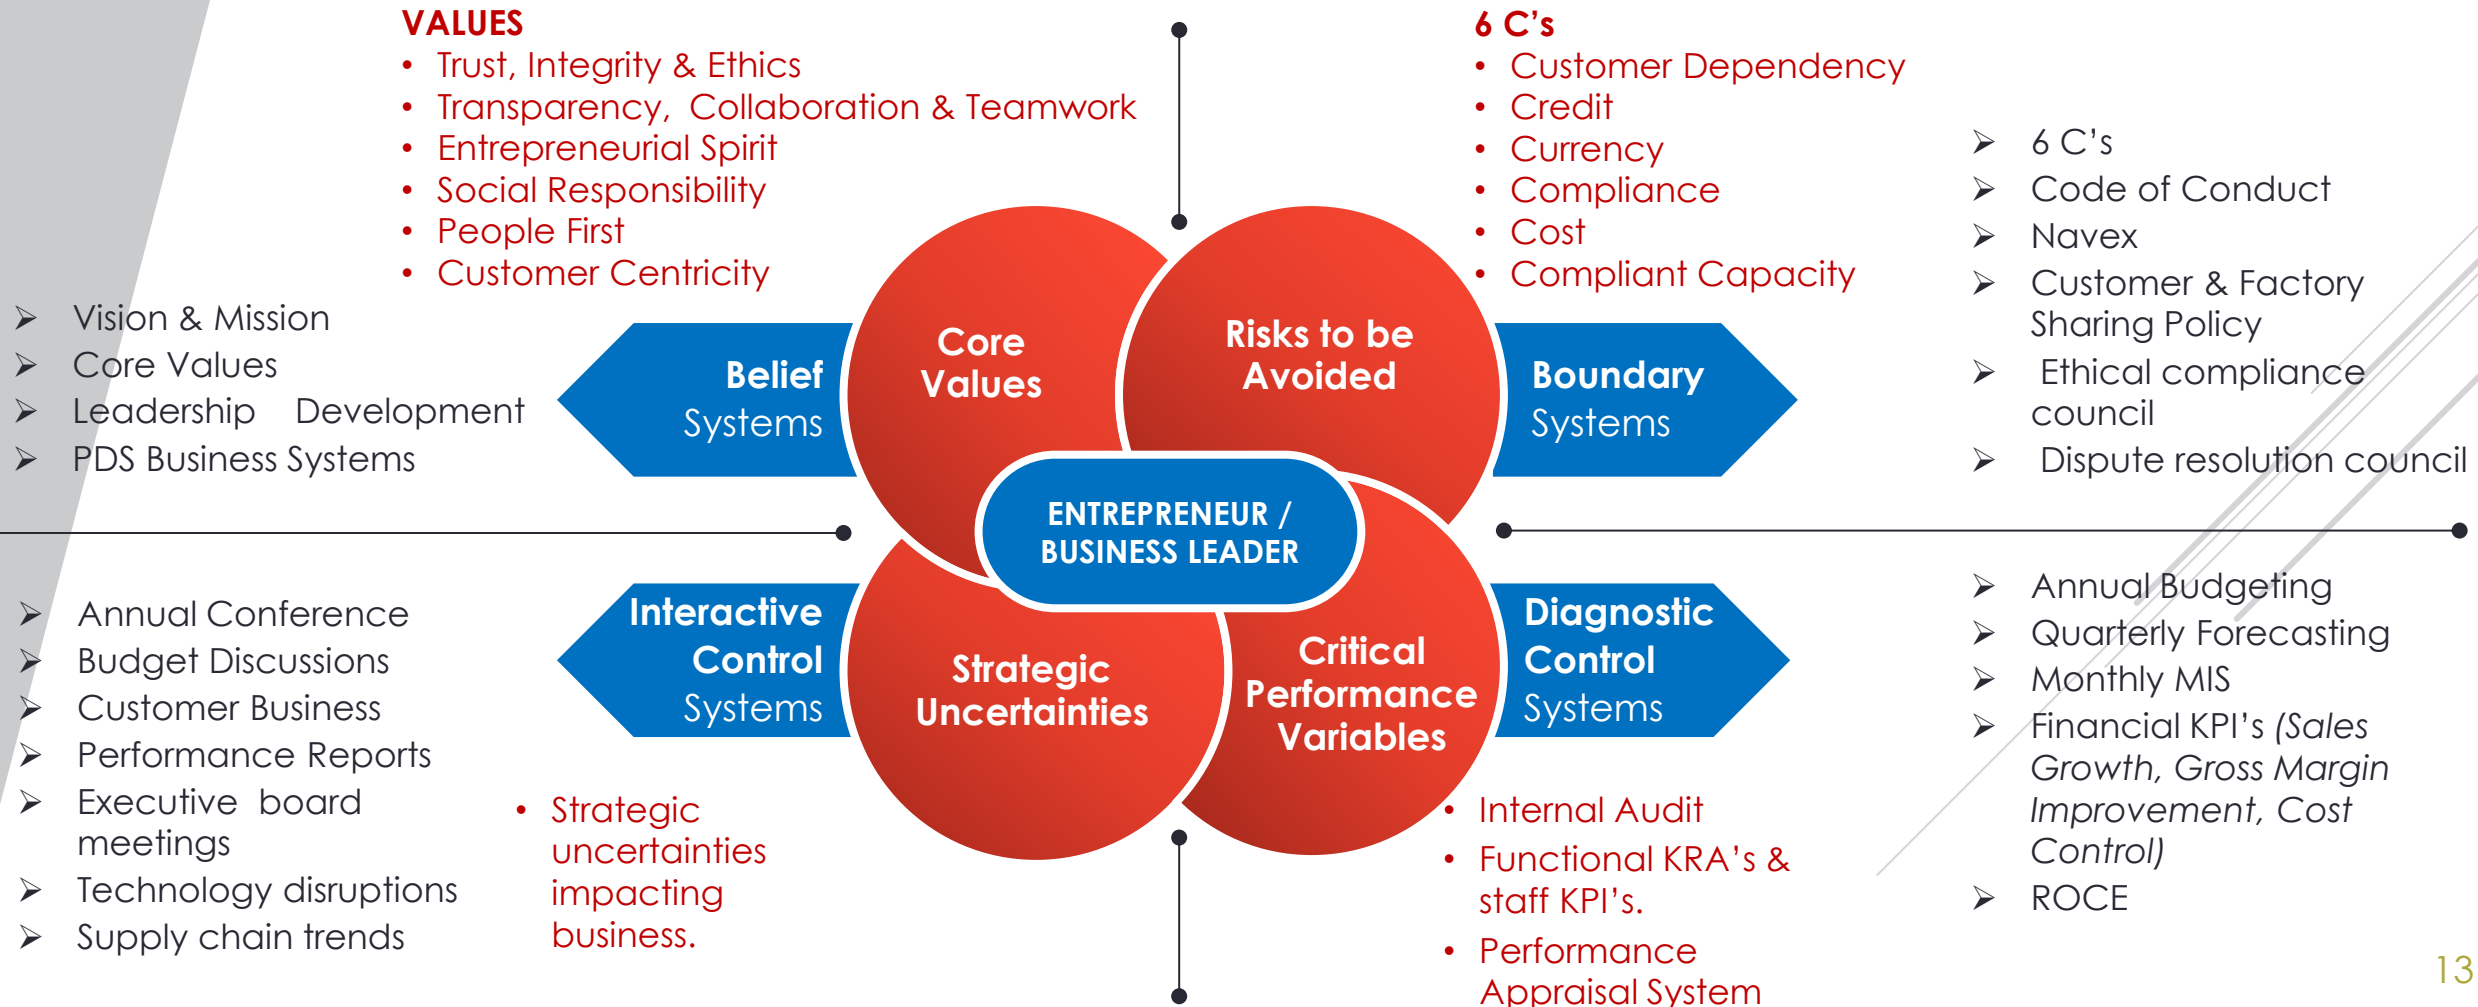 VALUES
• Trust, Integrity & Ethics
• Transparency, Collaboration & Teamwork
• Entrepreneurial Spirit
• Social Responsibility
• People First
• Customer Centricity
6 C’s
• Customer Dependency
• Credit
• Currency
• Compliance
• Cost
• Compliant Capacity
➢ Vision & Mission
➢ Core Values
➢ Leadership Development
➢ PDS Business Systems
Belief
Systems
Core
Values
Risks to be
Avoided
Boundary
Systems
➢ 6 C’s
➢ Code of Conduct
➢ Navex
➢ Customer & Factory
Sharing Policy
➢ Ethical compliance
council
➢ Dispute resolution council
ENTREPRENEUR /
BUSINESS LEADER
➢ Annual Conference
➢ Budget Discussions
➢ Customer Business
➢ Performance Reports
➢ Executive board
meetings
➢ Technology disruptions
➢ Supply chain trends
Interactive
Control
Systems
Strategic
Uncertainties
Critical
Performance
Variables
Diagnostic
Control
Systems
• Strategic
uncertainties
impacting
business.
• Internal Audit
• Functional KRA’s &
staff KPI’s.
• Performance
Appraisal System
➢ Annual Budgeting
➢ Quarterly Forecasting
➢ Monthly MIS
➢ Financial KPI’s (Sales
Growth, Gross Margin
Improvement, Cost
Control)
➢ ROCE
13